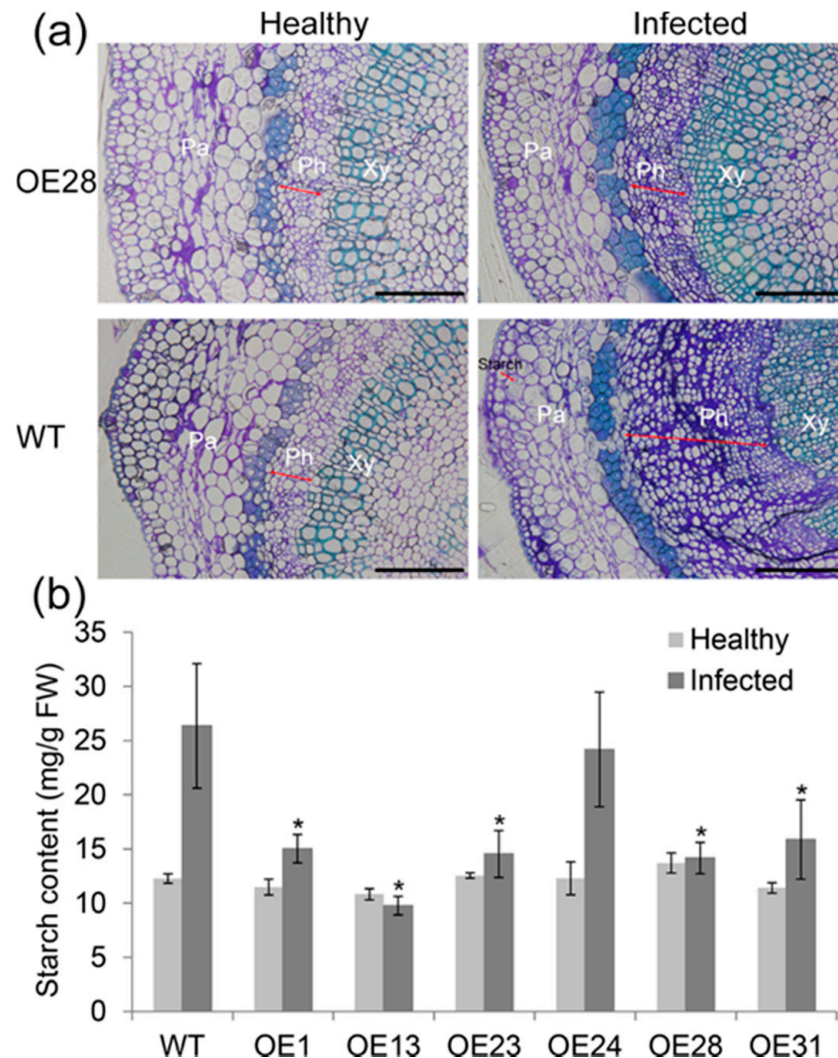 (a)
Healthy
Infected
OE28
Pa
Ph
Xy
Pa
Ph
Xy
WT
Pa
Ph
Xy
Starch
Pa
Ph
Xy
(b)
35
30
25
20
15
10
5
0
Starch content (mg/g FW)
Healthy
Infected
*
*
*
*
*
WT OE1 OE13 OE23 OE24 OE28 OE31